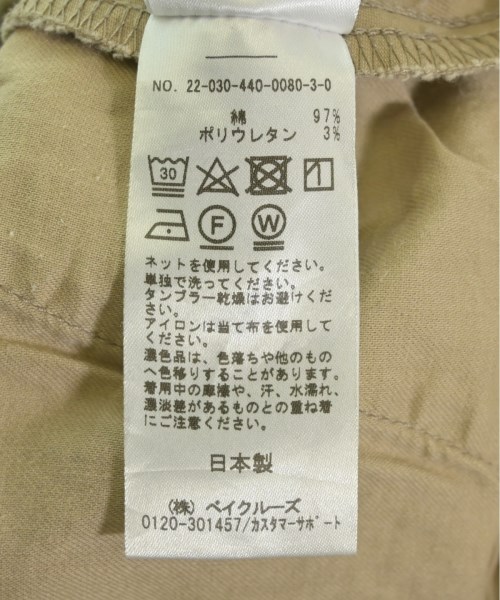 NO. 22-030-440-0080-3-0
綿 97%
ポリウレタン 3%
30
F W
ネットを使用してください。
単独で洗ってください。
タンブラー乾燥はお避けくださ
い。
アイロンは当て布を使用して
ください。
濃色品は、色落ちや他のもの
へ色移りすることがあります。
着用中の摩擦や、汗、水濡れ、
濃淡差があるものとの重ね着
にご注意ください。
日本製
(株) ベイクルーズ
0120-301457/カスタマーサポート